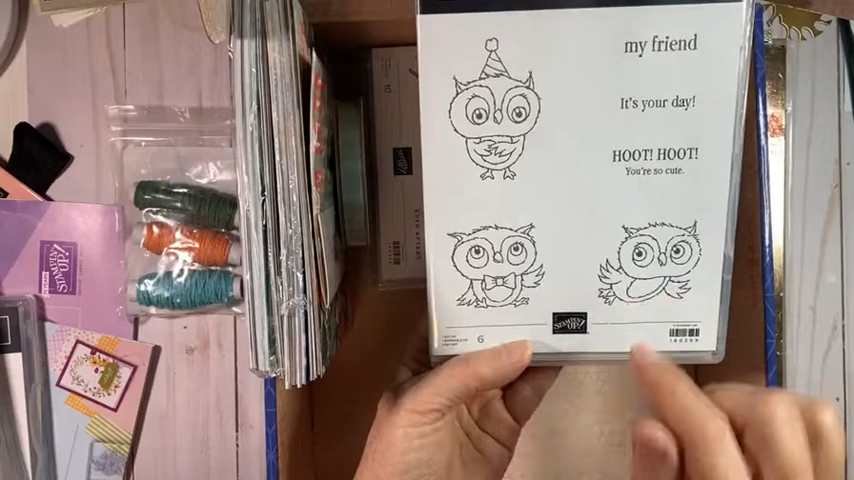 my friend
It's your day!
HOOT! HOOT!
You're so cute.
STAMPIN' UP!
6
STAMPIN' UP!